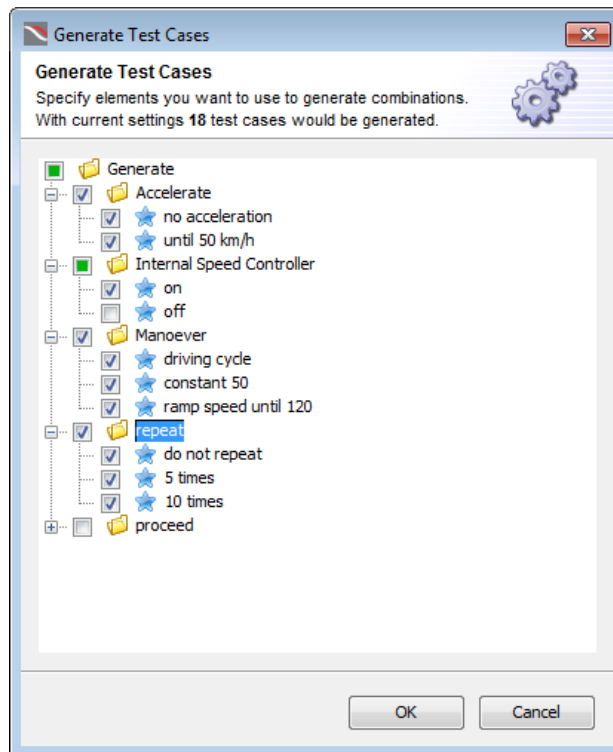 Generate Test Cases
Generate Test Cases
Specify elements you want to use to generate combinations.
With current settings 18 test cases would be generated.
Generate
Accelerate
no acceleration
until 50 km/h
Internal Speed Controller
on
off
Manoever
driving cycle
constant 50
ramp speed until 120
repeat
do not repeat
5 times
10 times
proceed
OK
Cancel